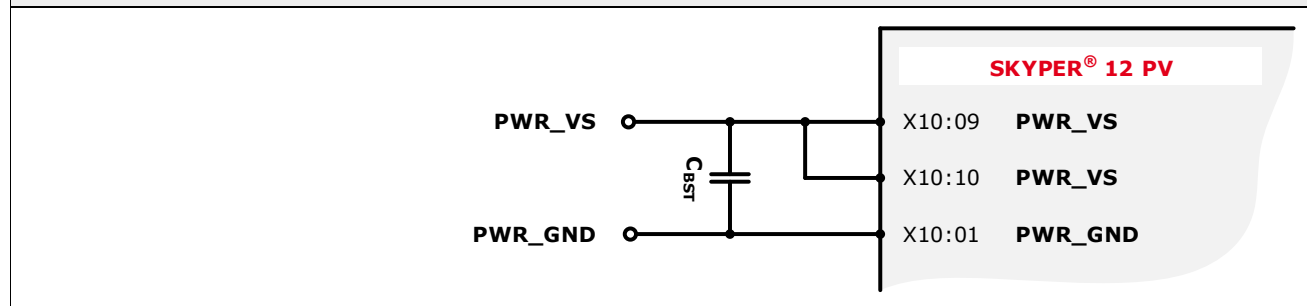 SKYPER® 12 PV
PWR_VS X10:09 PWR_VS
CBST X10:10 PWR_VS
PWR_GND X10:01 PWR_GND